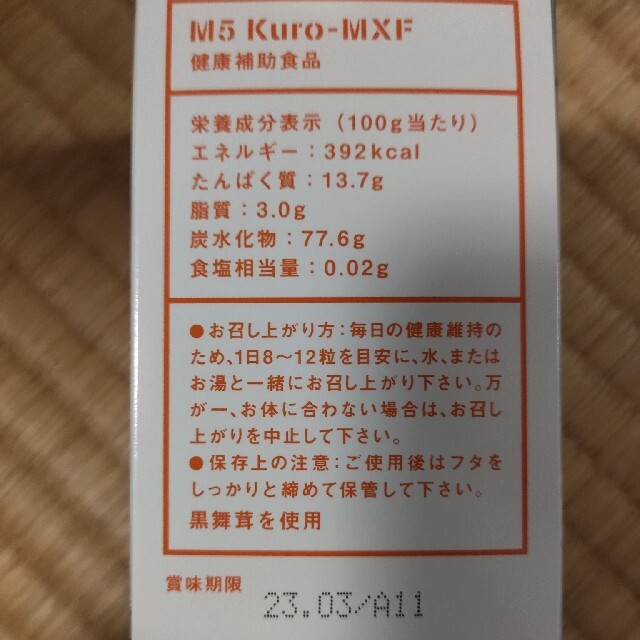 M5 Kuro-MXF
健康補助食品
栄養成分表示（100g当たり）
エネルギー：392kcal
たんぱく質：13.7g
脂質：3.0g
炭水化物：77.6g
食塩相当量：0.02g
●お召し上がり方：毎日の健康維持の
ため、1日8〜12粒を目安に、水、または
お湯と一緒にお召し上がり下さい。万
が一、お体に合わない場合は、お召し
上がりを中止して下さい。
●保存上の注意：ご使用後はフタを
しっかりと締めて保管して下さい。
黒舞茸を使用
賞味期限 23.03/A11